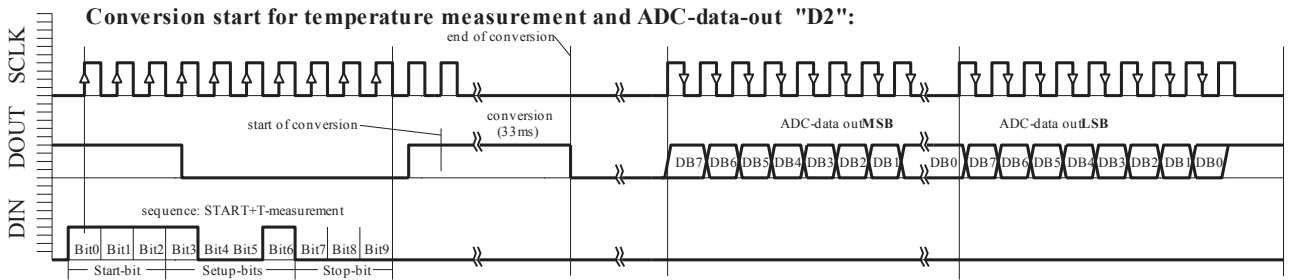 Conversion start for temperature measurement and ADC-data-out "D2":
end of conversion
SCLK
start of conversion
conversion
(33ms)
ADC-data out MSB
ADC-data out LSB
DOUT
DB7 DB6 DB5 DB4 DB3 DB2 DB1 DB0 DB7 DB6 DB5 DB4 DB3 DB2 DB1 DB0
DIN
sequence: START+T-measurement
Bit0 Bit1 Bit2 Bit3 Bit4 Bit5 Bit6 Bit7 Bit8 Bit9
Start-bit Setup-bits Stop-bit